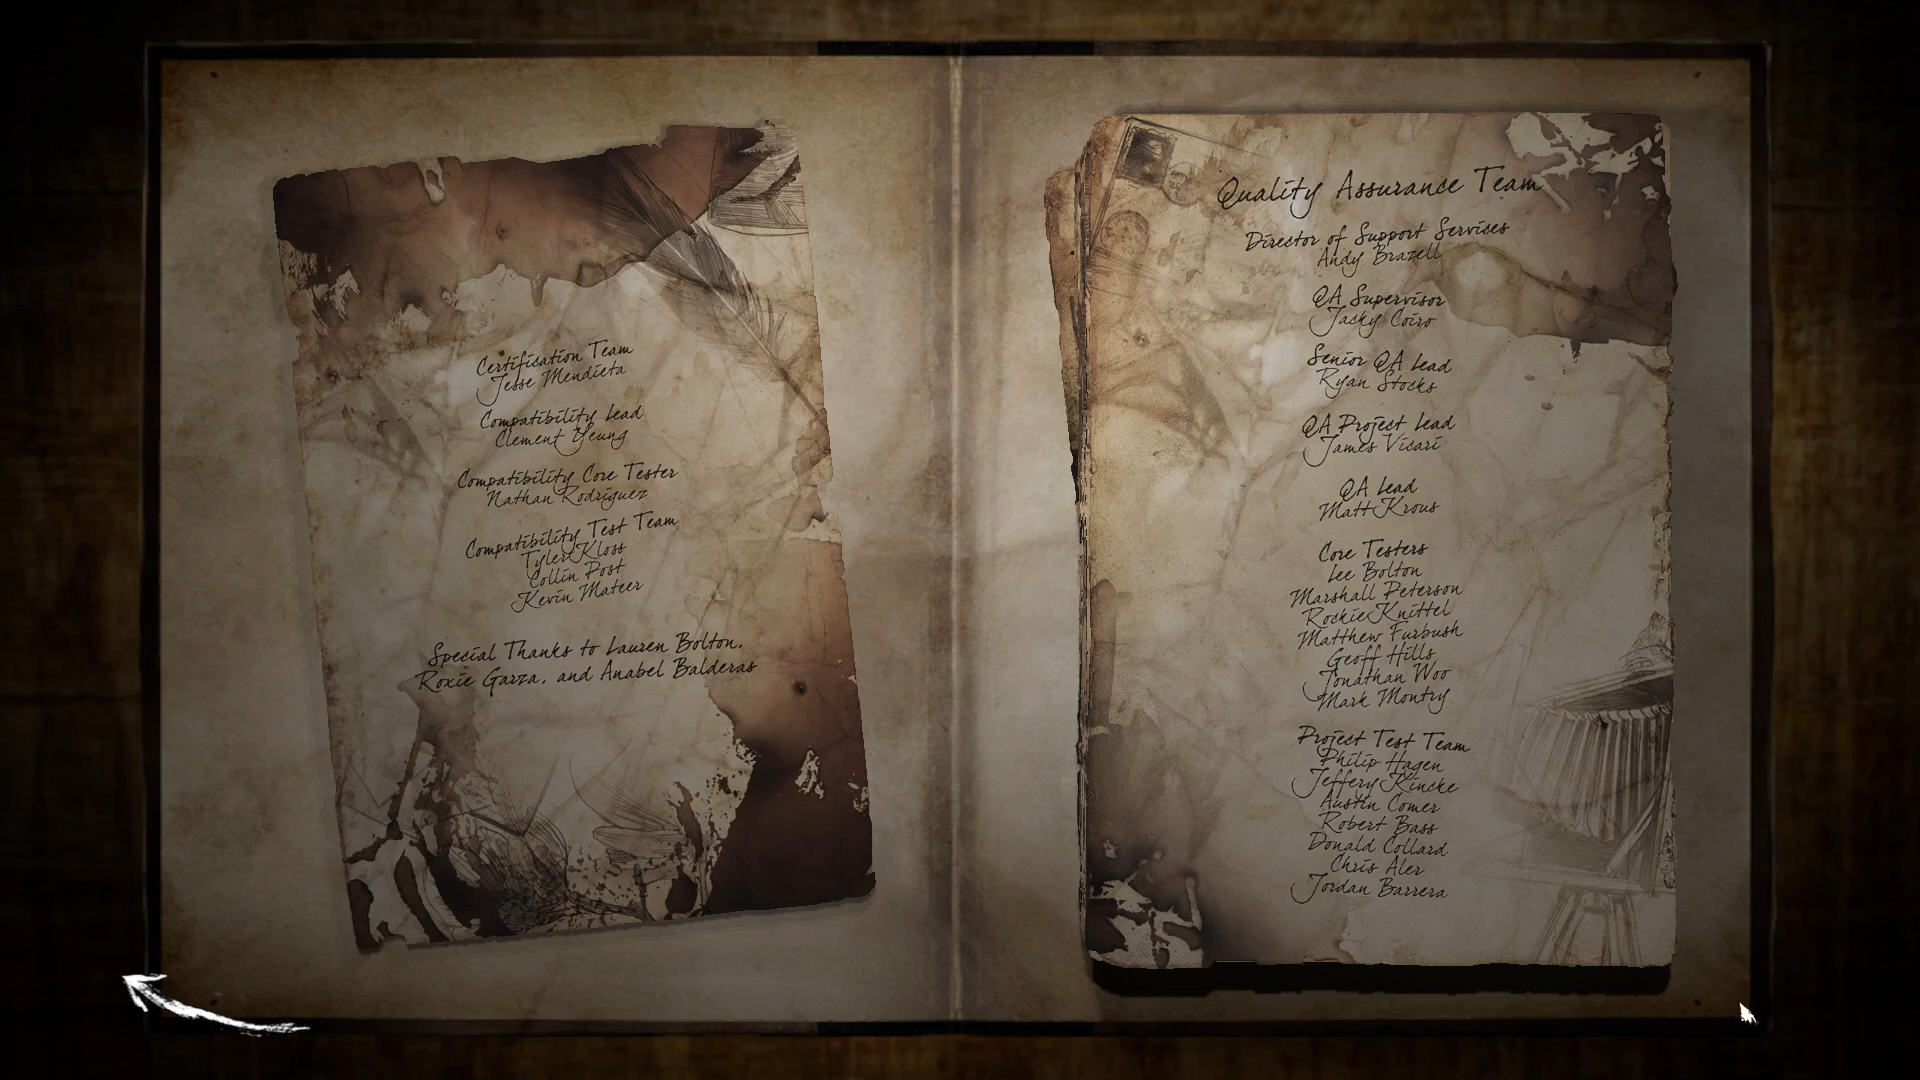 Certification Team
Jesse Mendieta
Compatibility Lead
Clement Yeung
Compatibility Core Tester
Nathan Rodriguez
Compatibility Test Team
Tyler Kloss
Collin Post
Kevin Mateer
Special Thanks to Lauren Bolton,
Roxie Garza, and Anabel Balderas
Quality Assurance Team
Director of Support Services
Andy Brazell
QA Supervisor
Jacky Coiro
Senior QA Lead
Ryan Stocks
QA Project Lead
James Vicari
QA Lead
Matt Krous
Core Testers
Lee Bolton
Marshall Peterson
Rockie Knittel
Matthew Furbush
Geoff Hills
Jonathan Woo
Mark Montry
Project Test Team
Philip Hagen
Jeffery Kincke
Austin Comer
Robert Bass
Donald Collard
Chris Aler
Jordan Barrera